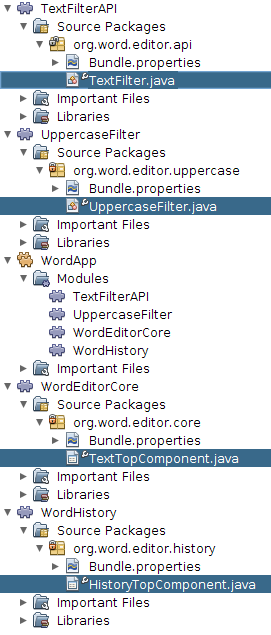 TextFilterAPI
Source Packages
org.word.editor.api
Bundle.properties
TextFilter.java
Important Files
Libraries
UppercaseFilter
Source Packages
org.word.editor.uppercase
Bundle.properties
UppercaseFilter.java
Important Files
Libraries
WordApp
Modules
TextFilterAPI
UppercaseFilter
WordEditorCore
WordHistory
Important Files
WordEditorCore
Source Packages
org.word.editor.core
Bundle.properties
TextTopComponent.java
Important Files
Libraries
WordHistory
Source Packages
org.word.editor.history
Bundle.properties
HistoryTopComponent.java
Important Files
Libraries